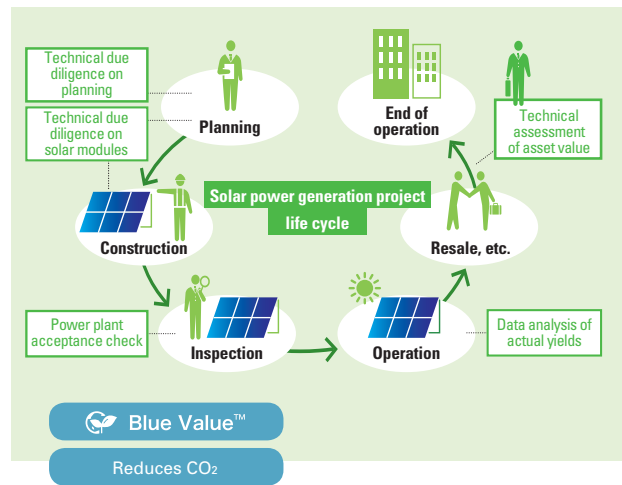 Technical due
diligence on
planning
Technical due
diligence on
solar modules
Planning
End of
operation
Technical
assessment
of asset value
Solar power generation project
life cycle
Construction
Resale, etc.
Power plant
acceptance check
Inspection
Operation
Data analysis of
actual yields
Blue Value™
Reduces CO₂